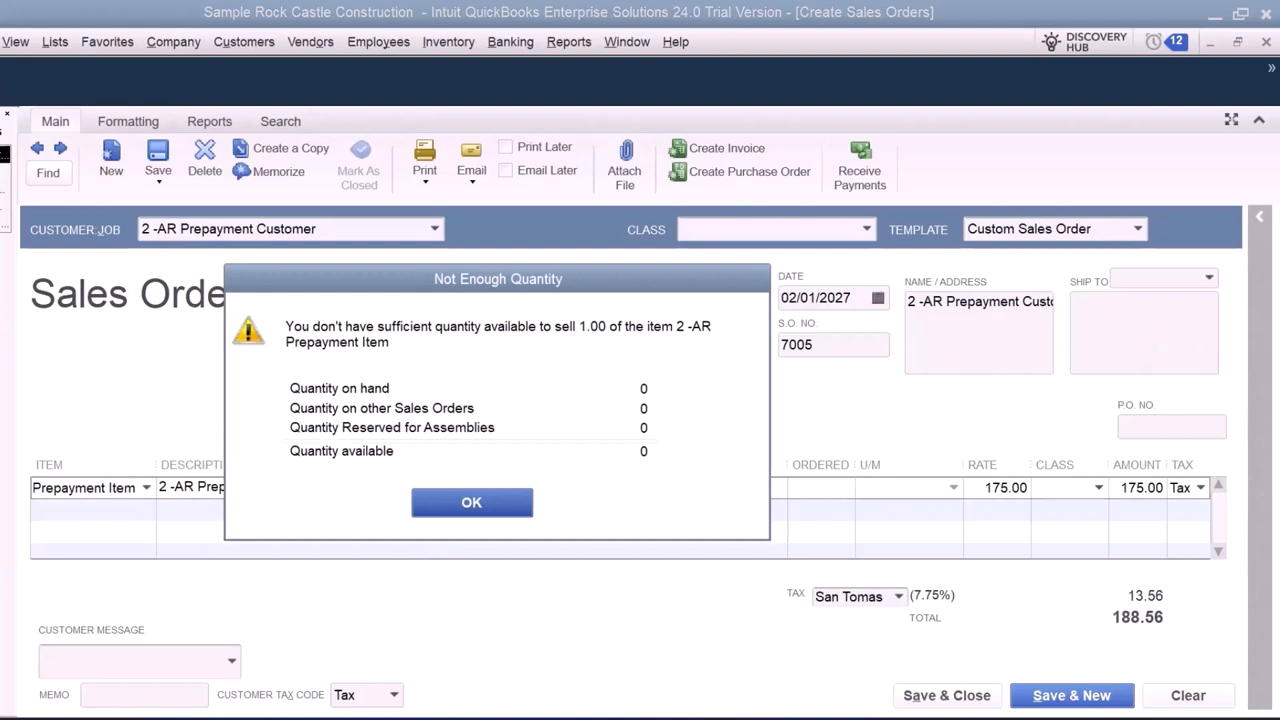 Sample Rock Castle Construction - Intuit QuickBooks Enterprise Solutions 24.0 Trial Version - [Create Sales Orders]
View Lists Favorites Company Customers Vendors Employees Inventory Banking Reports Window Help
DISCOVERY
HUB
12
Main Formatting Reports Search
Find
New
Save
Delete
Create a Copy
Memorize
Mark As
Closed
Print
Email
Print Later
Email Later
Attach
File
Create Invoice
Create Purchase Order
Receive
Payments
CUSTOMER:JOB 2 -AR Prepayment Customer CLASS TEMPLATE Custom Sales Order
Sales Orde
Not Enough Quantity
You don't have sufficient quantity available to sell 1.00 of the item 2 -AR
Prepayment Item
Quantity on hand 0
Quantity on other Sales Orders 0
Quantity Reserved for Assemblies 0
Quantity available 0
OK
DATE
02/01/2027
S.O. NO.
7005
NAME / ADDRESS
2 -AR Prepayment Custo
SHIP TO
P.O. NO.
ITEM DESCRIPTI ORDERED U/M RATE CLASS AMOUNT TAX
Prepayment Item 2 -AR Prep 175.00 175.00 Tax
TAX San Tomas (7.75%) 13.56
TOTAL 188.56
CUSTOMER MESSAGE
MEMO CUSTOMER TAX CODE Tax
Save & Close Save & New Clear